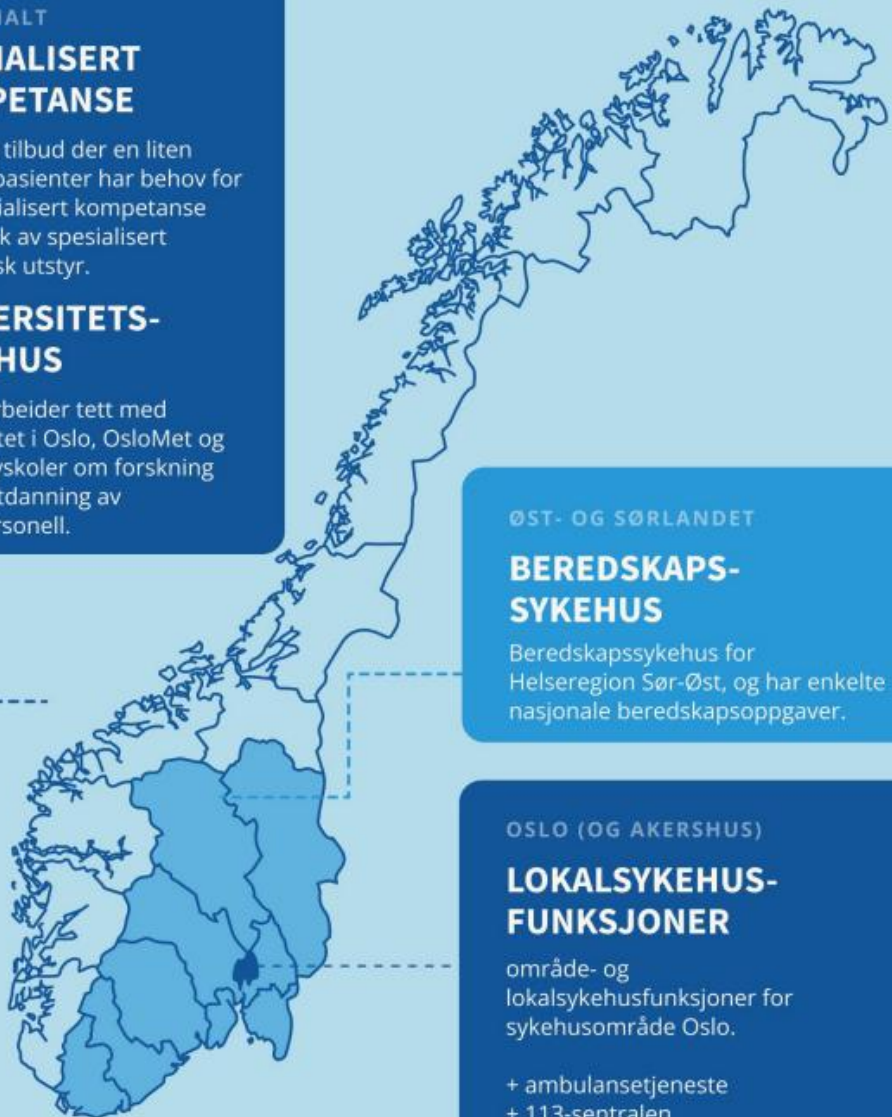 ALISERT
PETANSE
tilbud der en liten
pasienter har behov for
ialisert kompetanse
k av spesialisert
sk utstyr.
ERSITETS-
HUS
beider tett med
tet i Oslo, OsloMet og
skoler om forskning
tdanning av
rsonell.
ØST- OG SØRLANDET
BEREDSKAPS-
SYKEHUS
Beredskapssykehus for
Helseregion Sør-Øst, og har enkelte
nasjonale beredskapsoppgaver.
OSLO (OG AKERSHUS)
LOKALSYKEHUS-
FUNKSJONER
område- og
lokalsykehusfunksjoner for
sykehusområde Oslo.
+ ambulansetjeneste
+ 113-sentralen